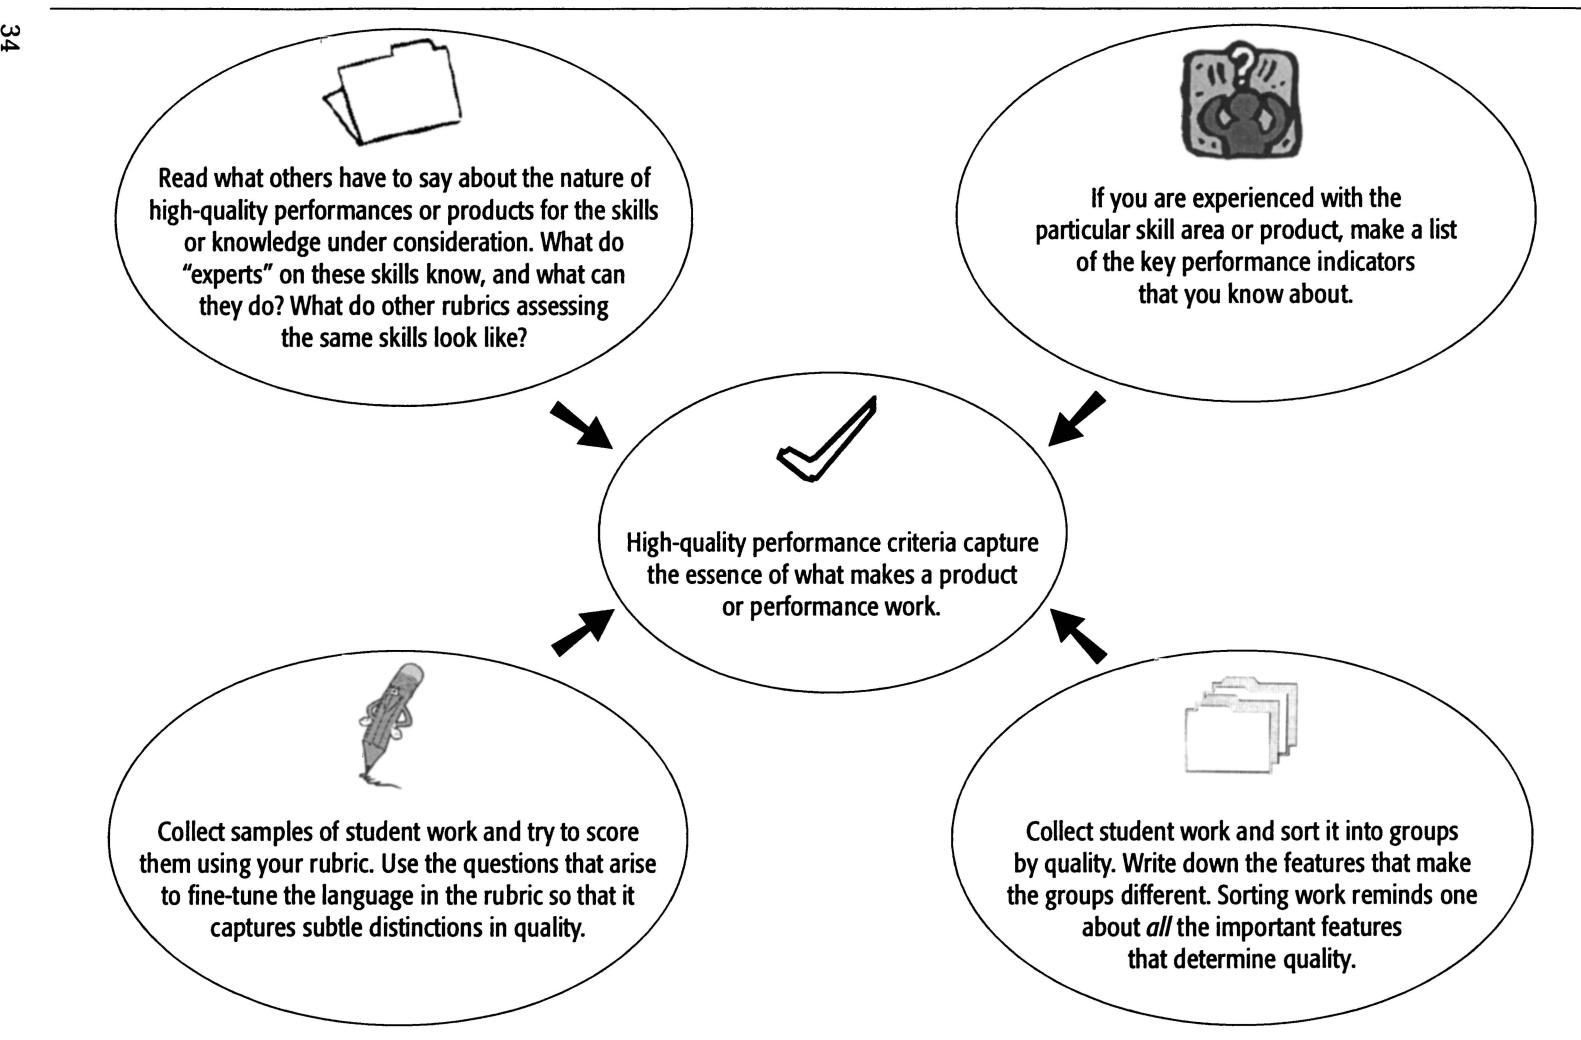 34
Read what others have to say about the nature of
high-quality performances or products for the skills
or knowledge under consideration. What do
“experts” on these skills know, and what can
they do? What do other rubrics assessing
the same skills look like?
If you are experienced with the
particular skill area or product, make a list
of the key performance indicators
that you know about.
High-quality performance criteria capture
the essence of what makes a product
or performance work.
Collect samples of student work and try to score
them using your rubric. Use the questions that arise
to fine-tune the language in the rubric so that it
captures subtle distinctions in quality.
Collect student work and sort it into groups
by quality. Write down the features that make
the groups different. Sorting work reminds one
about all the important features
that determine quality.